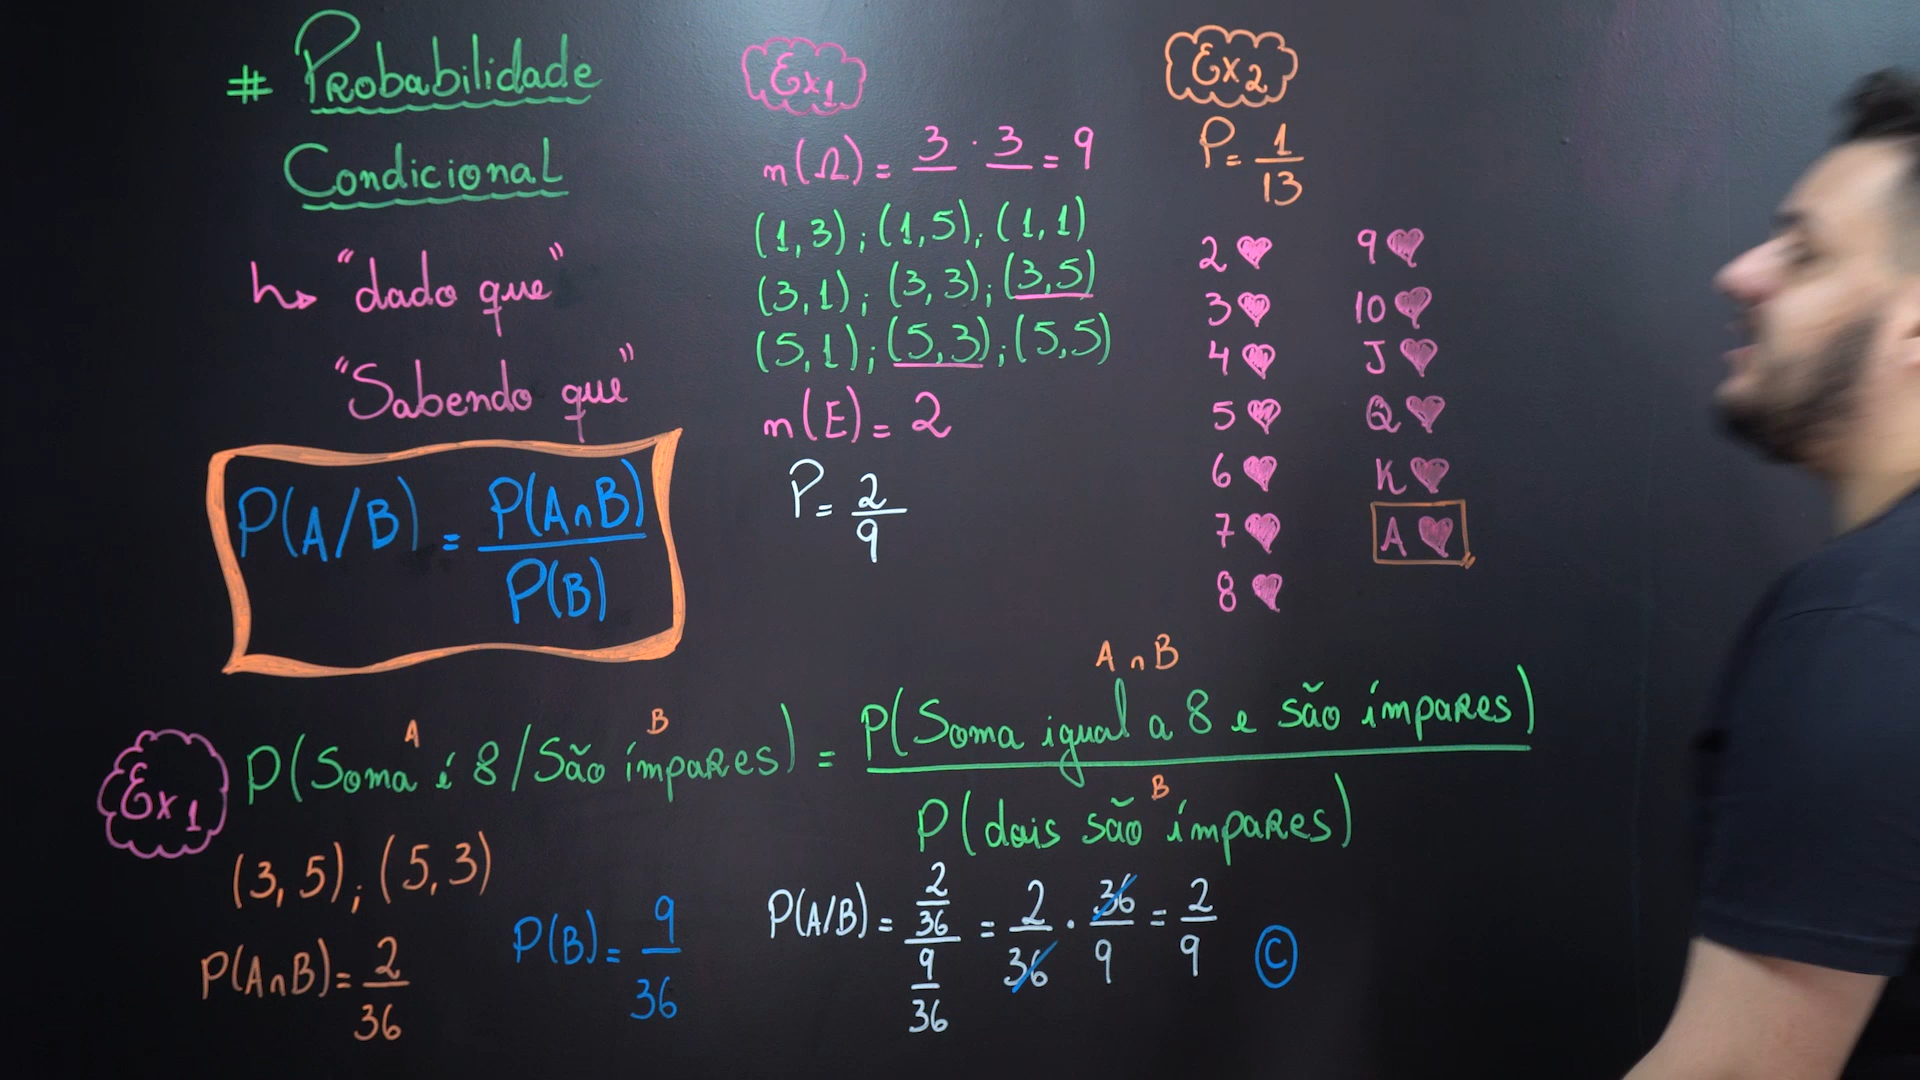 # Probabilidade
Condicional
↳ "dado que"
"Sabendo que"
P(A/B) = P(A∩B)
P(B)
Ex1
n(Ω) = 3 · 3 = 9
(1,3); (1,5); (1,1)
(3,1); (3,3); (3,5)
(5,1); (5,3); (5,5)
n(E) = 2
P = 2
9
Ex2
P = 1
13
2♥ 9♥
3♥ 10♥
4♥ J♥
5♥ Q♥
6♥ K♥
7♥ A♥
8♥
Ex1
A B A∩B
P(Soma é 8/São ímpares) = P(Soma igual a 8 e são ímpares)
B
P(dois são ímpares)
(3,5); (5,3)
P(A∩B) = 2/36
P(B) = 9/36
P(A/B) = 2/36 / 9/36 = 2/36 · 36/9 = 2/9 C